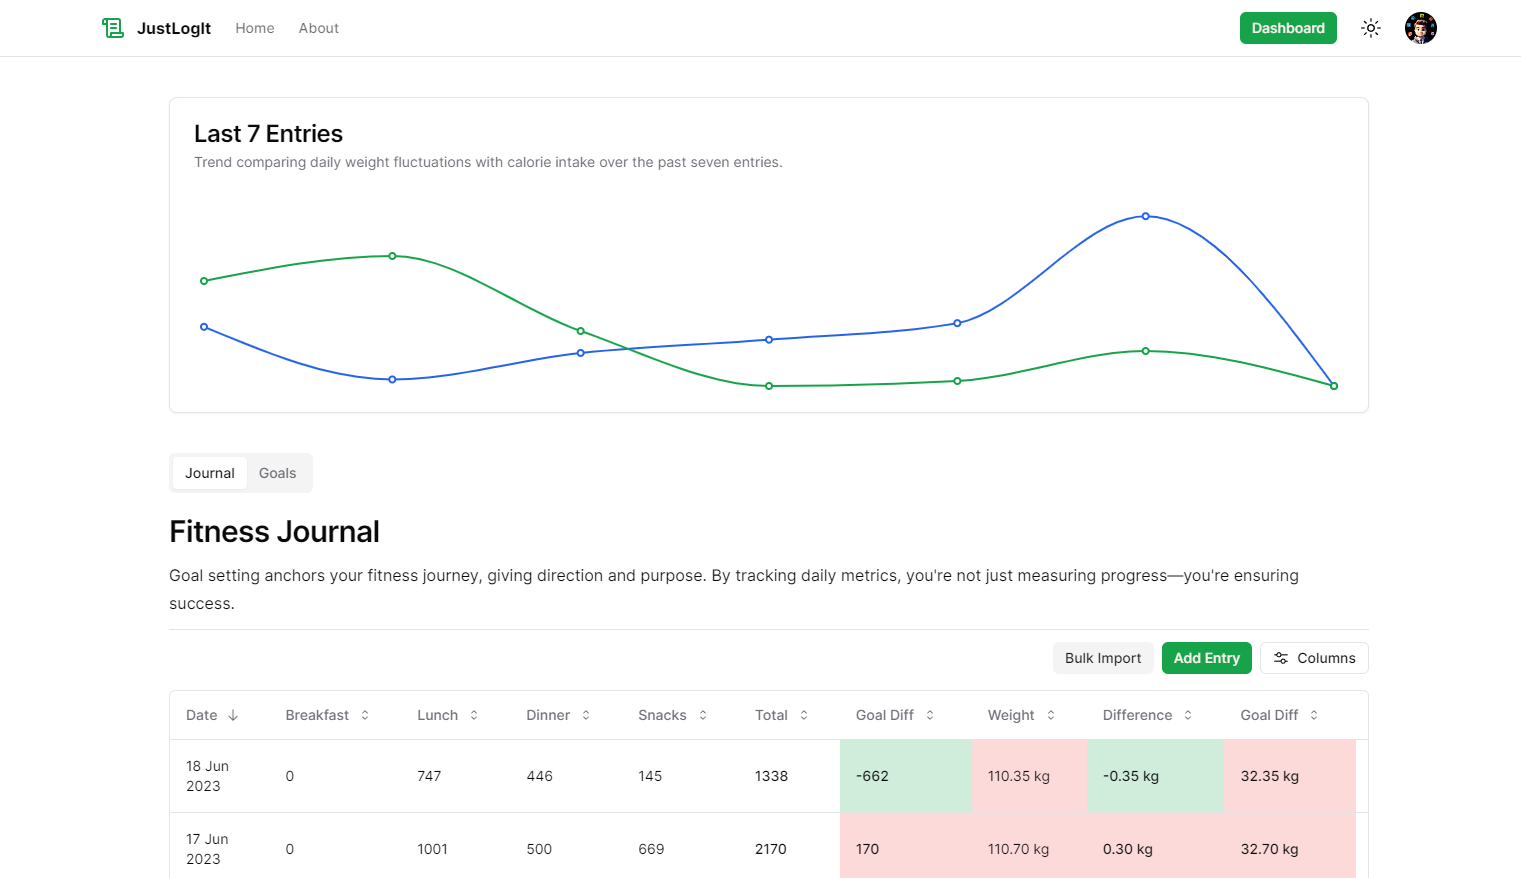 JustLogIt Home About Dashboard
Last 7 Entries
Trend comparing daily weight fluctuations with calorie intake over the past seven entries.
Journal Goals
Fitness Journal
Goal setting anchors your fitness journey, giving direction and purpose. By tracking daily metrics, you're not just measuring progress—you're ensuring
success.
Bulk Import Add Entry Columns
Date Breakfast Lunch Dinner Snacks Total Goal Diff Weight Difference Goal Diff
18 Jun
2023 0 747 446 145 1338 -662 110.35 kg -0.35 kg 32.35 kg
17 Jun
2023 0 1001 500 669 2170 170 110.70 kg 0.30 kg 32.70 kg